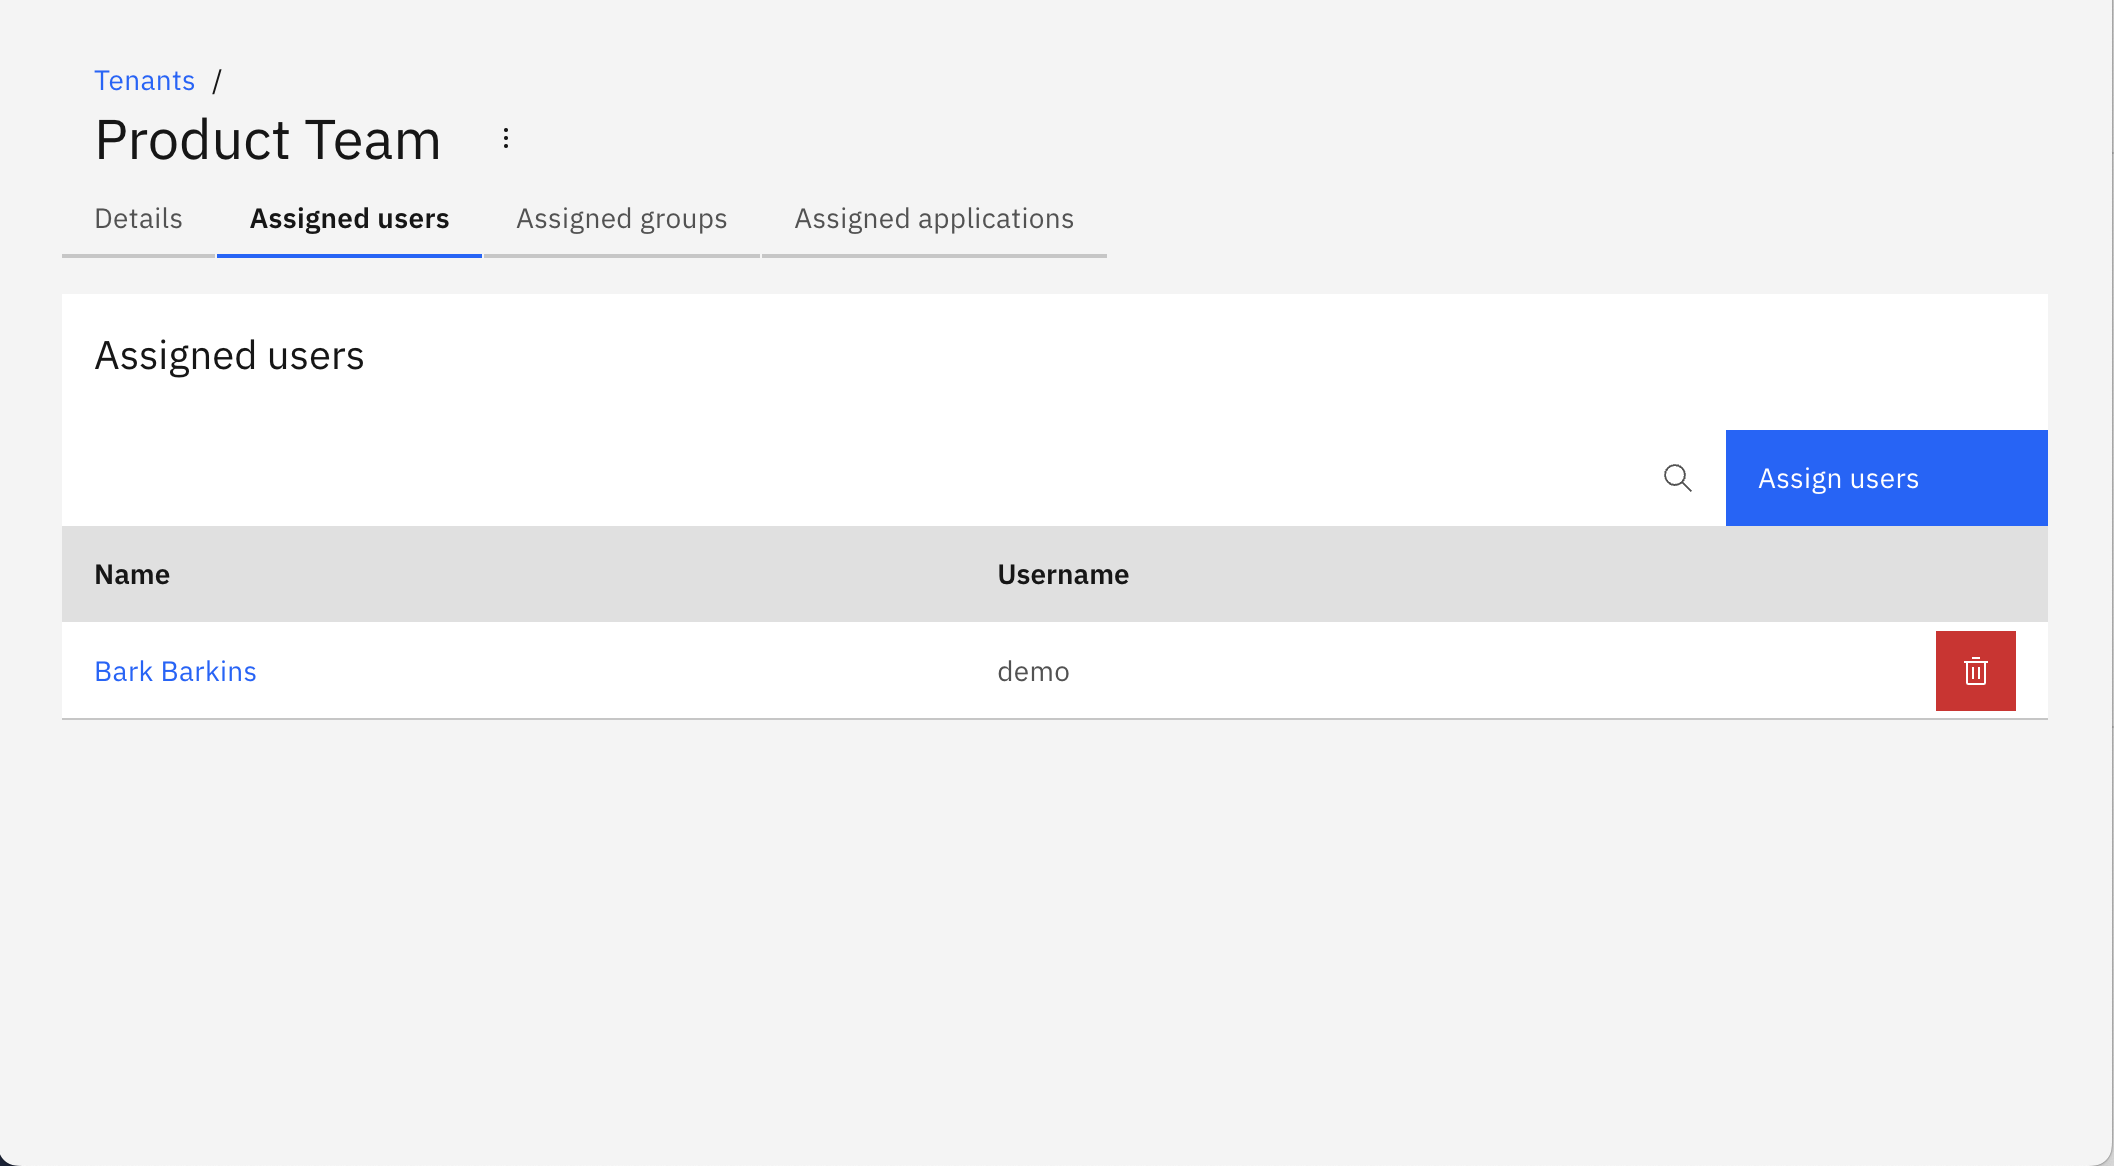 Tenants /
Product Team
Details Assigned users Assigned groups Assigned applications
Assigned users
Assign users
Name Username
Bark Barkins demo